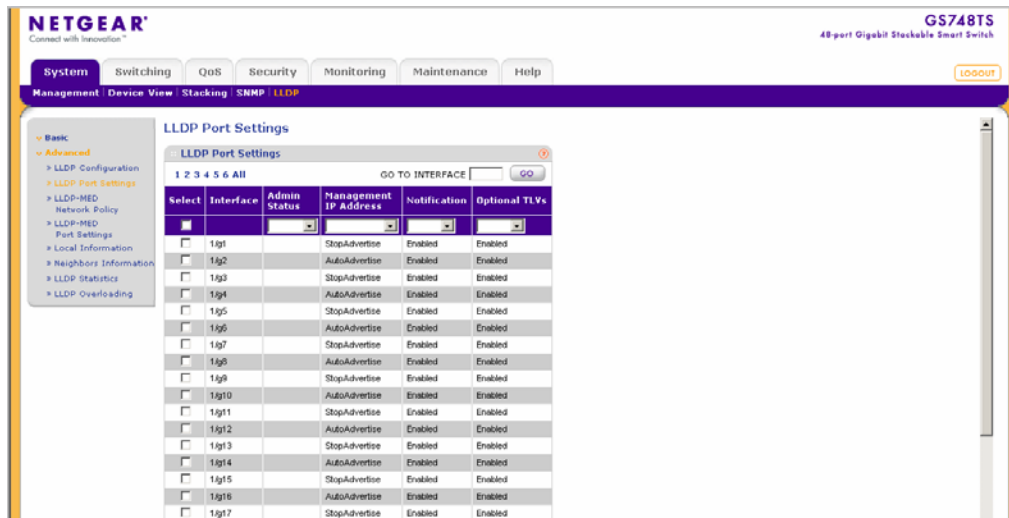 NETGEAR®
Connect with Innovation™
GS748TS
48-port Gigabit Stackable Smart Switch
System Switching QoS Security Monitoring Maintenance Help
LOGOUT
Management Device View Stacking SNMP LLDP
Basic
Advanced
» LLDP Configuration
» LLDP Port Settings
» LLDP-MED
Network Policy
» LLDP-MED
Port Settings
» Local Information
» Neighbors Information
» LLDP Statistics
» LLDP Overloading
LLDP Port Settings
LLDP Port Settings
1 2 3 4 5 6 All GO TO INTERFACE GO
Select Interface Admin Status Management IP Address Notification Optional TLVs
1/g1 StopAdvertise Enabled Enabled
1/g2 AutoAdvertise Enabled Enabled
1/g3 StopAdvertise Enabled Enabled
1/g4 AutoAdvertise Enabled Enabled
1/g5 StopAdvertise Enabled Enabled
1/g6 AutoAdvertise Enabled Enabled
1/g7 StopAdvertise Enabled Enabled
1/g8 AutoAdvertise Enabled Enabled
1/g9 StopAdvertise Enabled Enabled
1/g10 AutoAdvertise Enabled Enabled
1/g11 StopAdvertise Enabled Enabled
1/g12 AutoAdvertise Enabled Enabled
1/g13 StopAdvertise Enabled Enabled
1/g14 AutoAdvertise Enabled Enabled
1/g15 StopAdvertise Enabled Enabled
1/g16 AutoAdvertise Enabled Enabled
1/g17 StopAdvertise Enabled Enabled